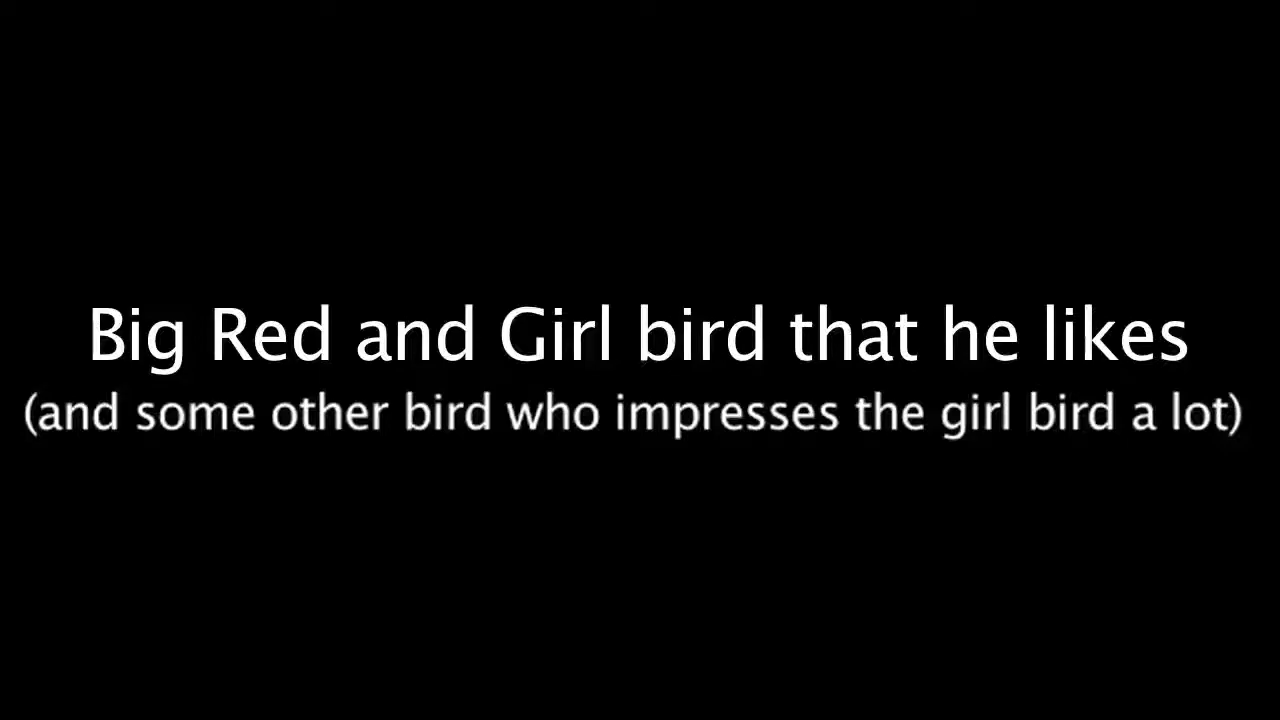 Big Red and Girl bird that he likes
(and some other bird who impresses the girl bird a lot)